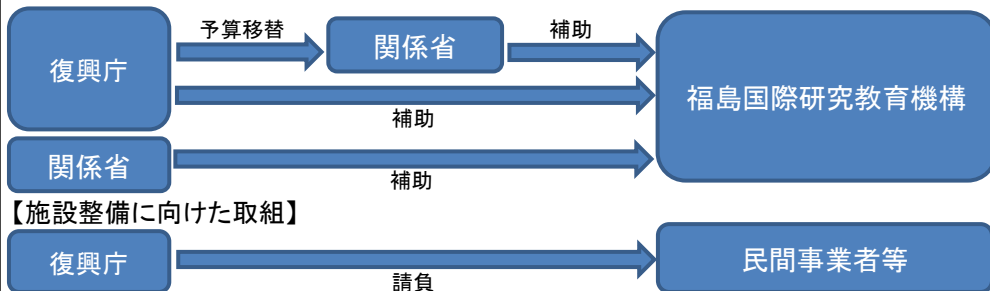 予算移替
補助
復興庁
関係省
福島国際研究教育機構
補助
関係省
補助
【施設整備に向けた取組】
復興庁
民間事業者等
請負